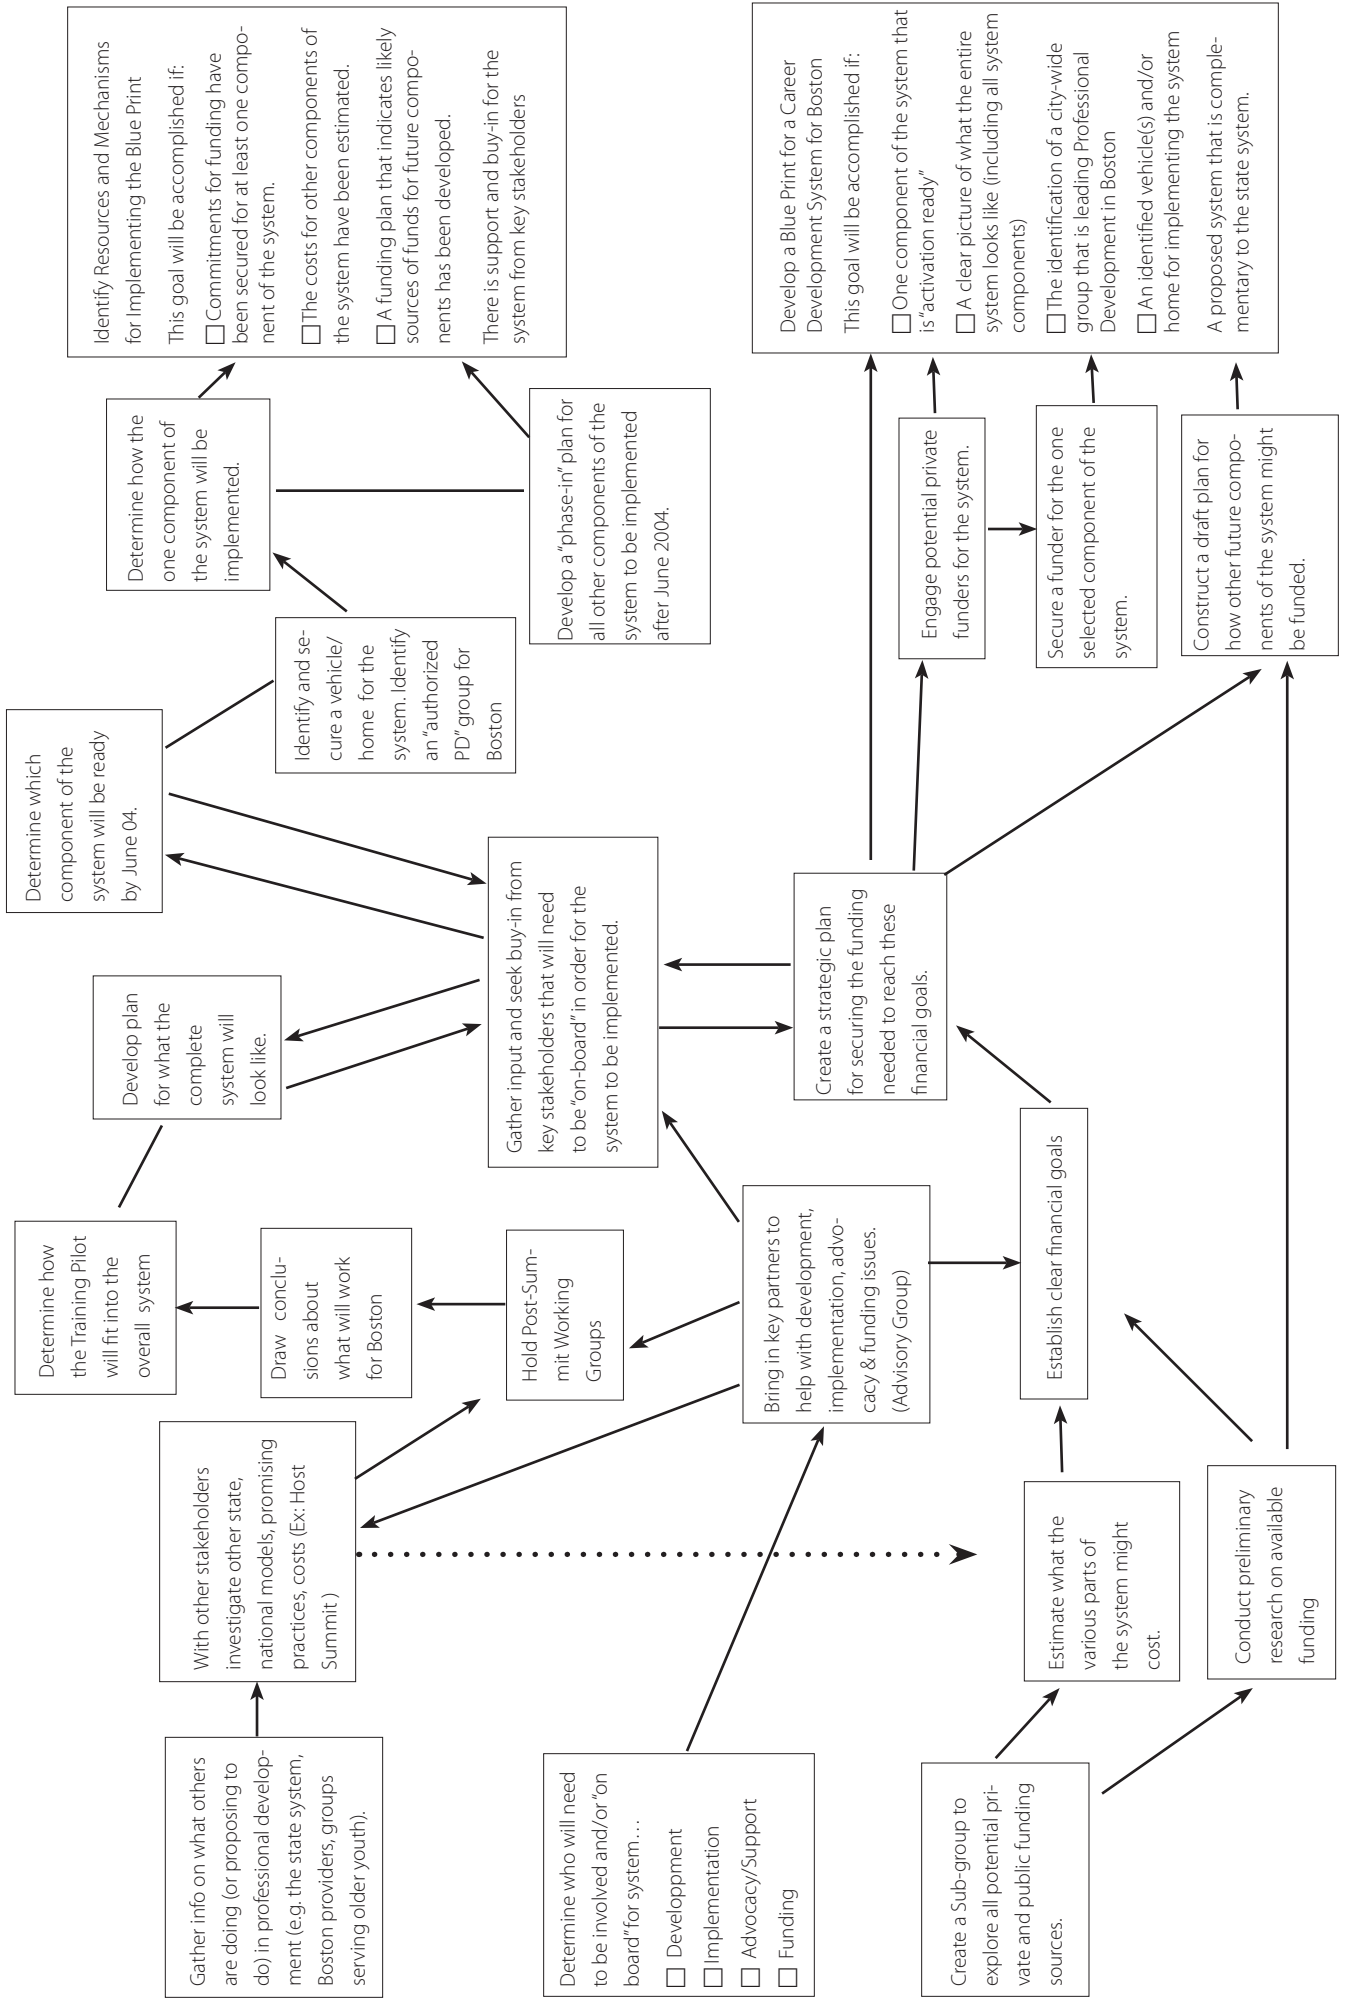 Gather info on what others
are doing (or proposing to
do) in professional develop-
ment (e.g. the state system,
Boston providers, groups
serving older youth).
With other stakeholders
investigate other state,
national models, promising
practices, costs (Ex: Host
Summit )
Determine how
the Training Pilot
will fit into the
overall system
Draw conclu-
sions about
what will work
for Boston
Hold Post-Sum-
mit Working
Groups
Develop plan
for what the
complete
system will
look like.
Determine which
component of the
system will be ready
by June 04.
Identify and se-
cure a vehicle/
home for the
system. Identify
an "authorized
PD" group for
Boston
Determine how the
one component of
the system will be
implemented.
Develop a "phase-in" plan for
all other components of the
system to be implemented
after June 2004.
Identify Resources and Mechanisms
for Implementing the Blue Print
This goal will be accomplished if:
☐ Commitments for funding have
been secured for at least one compo-
nent of the system.
☐ The costs for other components of
the system have been estimated.
☐ A funding plan that indicates likely
sources of funds for future compo-
nents has been developed.
There is support and buy-in for the
system from key stakeholders
Determine who will need
to be involved and/or "on
board" for system…
☐ Developpment
☐ Implementation
☐ Advocacy/Support
☐ Funding
Bring in key partners to
help with development,
implementation, advo-
cacy & funding issues.
(Advisory Group)
Gather input and seek buy-in from
key stakeholders that will need
to be "on-board" in order for the
system to be implemented.
Create a strategic plan
for securing the funding
needed to reach these
financial goals.
Create a Sub-group to
explore all potential pri-
vate and public funding
sources.
Estimate what the
various parts of
the system might
cost.
Conduct preliminary
research on available
funding
Establish clear financial goals
Engage potential private
funders for the system.
Secure a funder for the one
selected component of the
system.
Construct a draft plan for
how other future compo-
nents of the system might
be funded.
Develop a Blue Print for a Career
Development System for Boston
This goal will be accomplished if:
☐ One component of the system that
is "activation ready"
☐ A clear picture of what the entire
system looks like (including all system
components)
☐ The identification of a city-wide
group that is leading Professional
Development in Boston
☐ An identified vehicle(s) and/or
home for implementing the system
A proposed system that is comple-
mentary to the state system.